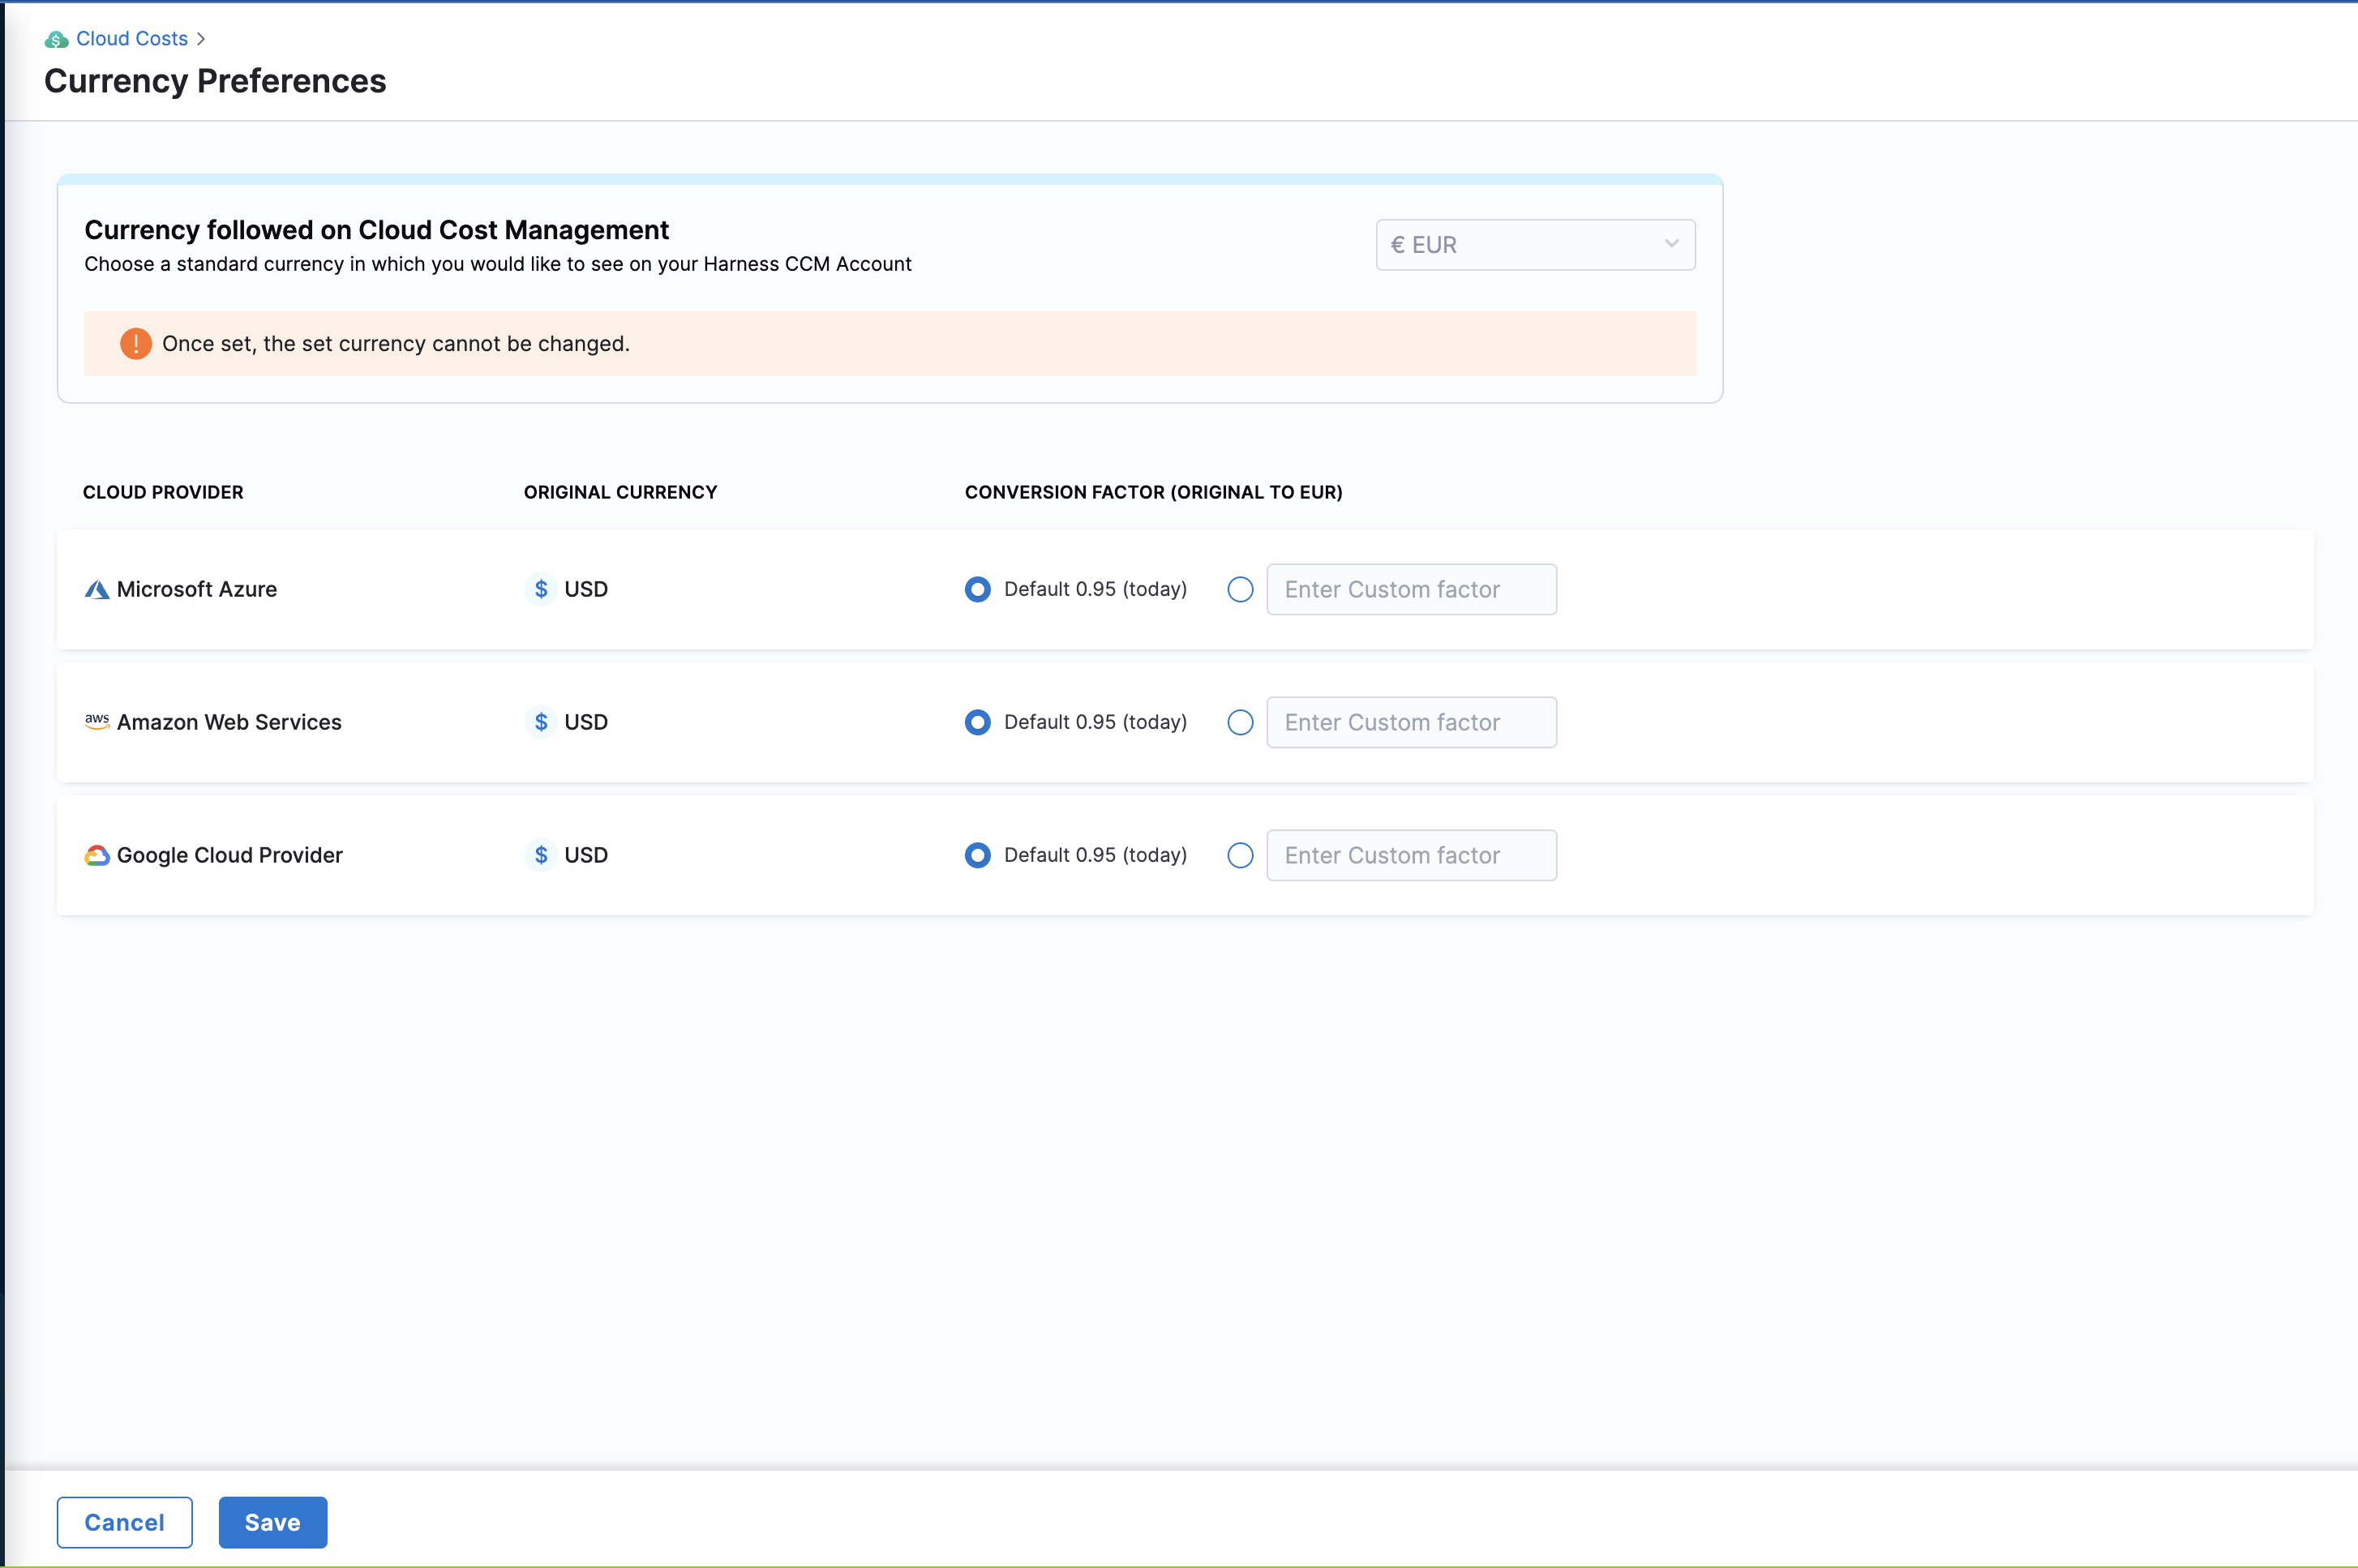 Cloud Costs >
Currency Preferences
Currency followed on Cloud Cost Management
Choose a standard currency in which you would like to see on your Harness CCM Account
€ EUR
! Once set, the set currency cannot be changed.
CLOUD PROVIDER ORIGINAL CURRENCY CONVERSION FACTOR (ORIGINAL TO EUR)
Microsoft Azure $ USD Default 0.95 (today) Enter Custom factor
aws Amazon Web Services $ USD Default 0.95 (today) Enter Custom factor
Google Cloud Provider $ USD Default 0.95 (today) Enter Custom factor
Cancel Save